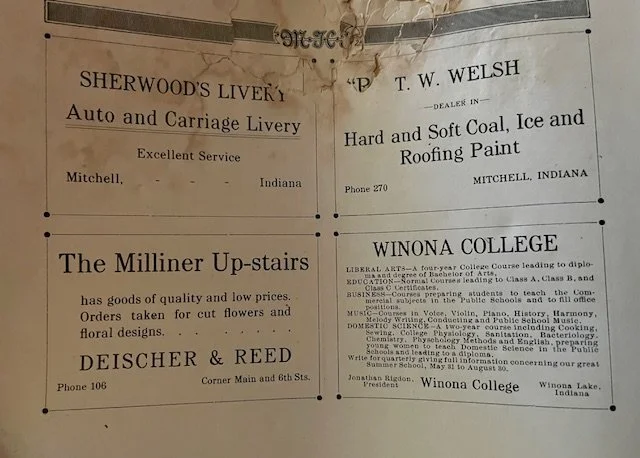 M-I-C-
SHERWOOD'S LIVERY
Auto and Carriage Livery
Excellent Service
Mitchell, - - - Indiana
T. W. WELSH
—DEALER IN—
Hard and Soft Coal, Ice and
Roofing Paint
Phone 270
MITCHELL, INDIANA
The Milliner Up-stairs
has goods of quality and low prices.
Orders taken for cut flowers and
floral designs. . . . . . . .
DEISCHER & REED
Phone 106
Corner Main and 6th Sts.
WINONA COLLEGE
LIBERAL ARTS—A four-year College Course leading to diplo-
ma and degree of Bachelor of Arts.
EDUCATION—Normal Courses leading to Class A, Class B, and
Class C Certificates.
BUSINESS—Courses preparing students to teach the Com-
mercial subjects in the Public Schools and to fill office
positions.
MUSIC—Courses in Voice, Violin, Piano, History, Harmony,
Melody Writing, Conducting and Public School Music.
DOMESTIC SCIENCE—A two-year course including Cooking,
Sewing, College Physiology, Sanitation, Bacteriology,
Chemistry, Physchology Methods and English, preparing
young women to teach Domestic Science in the Public
Schools and leading to a diploma.
Write for quarterly giving full information concerning our great
Summer School, May 31 to August 30.
Jonathan Rigdon, President
Winona College
Winona Lake, Indiana